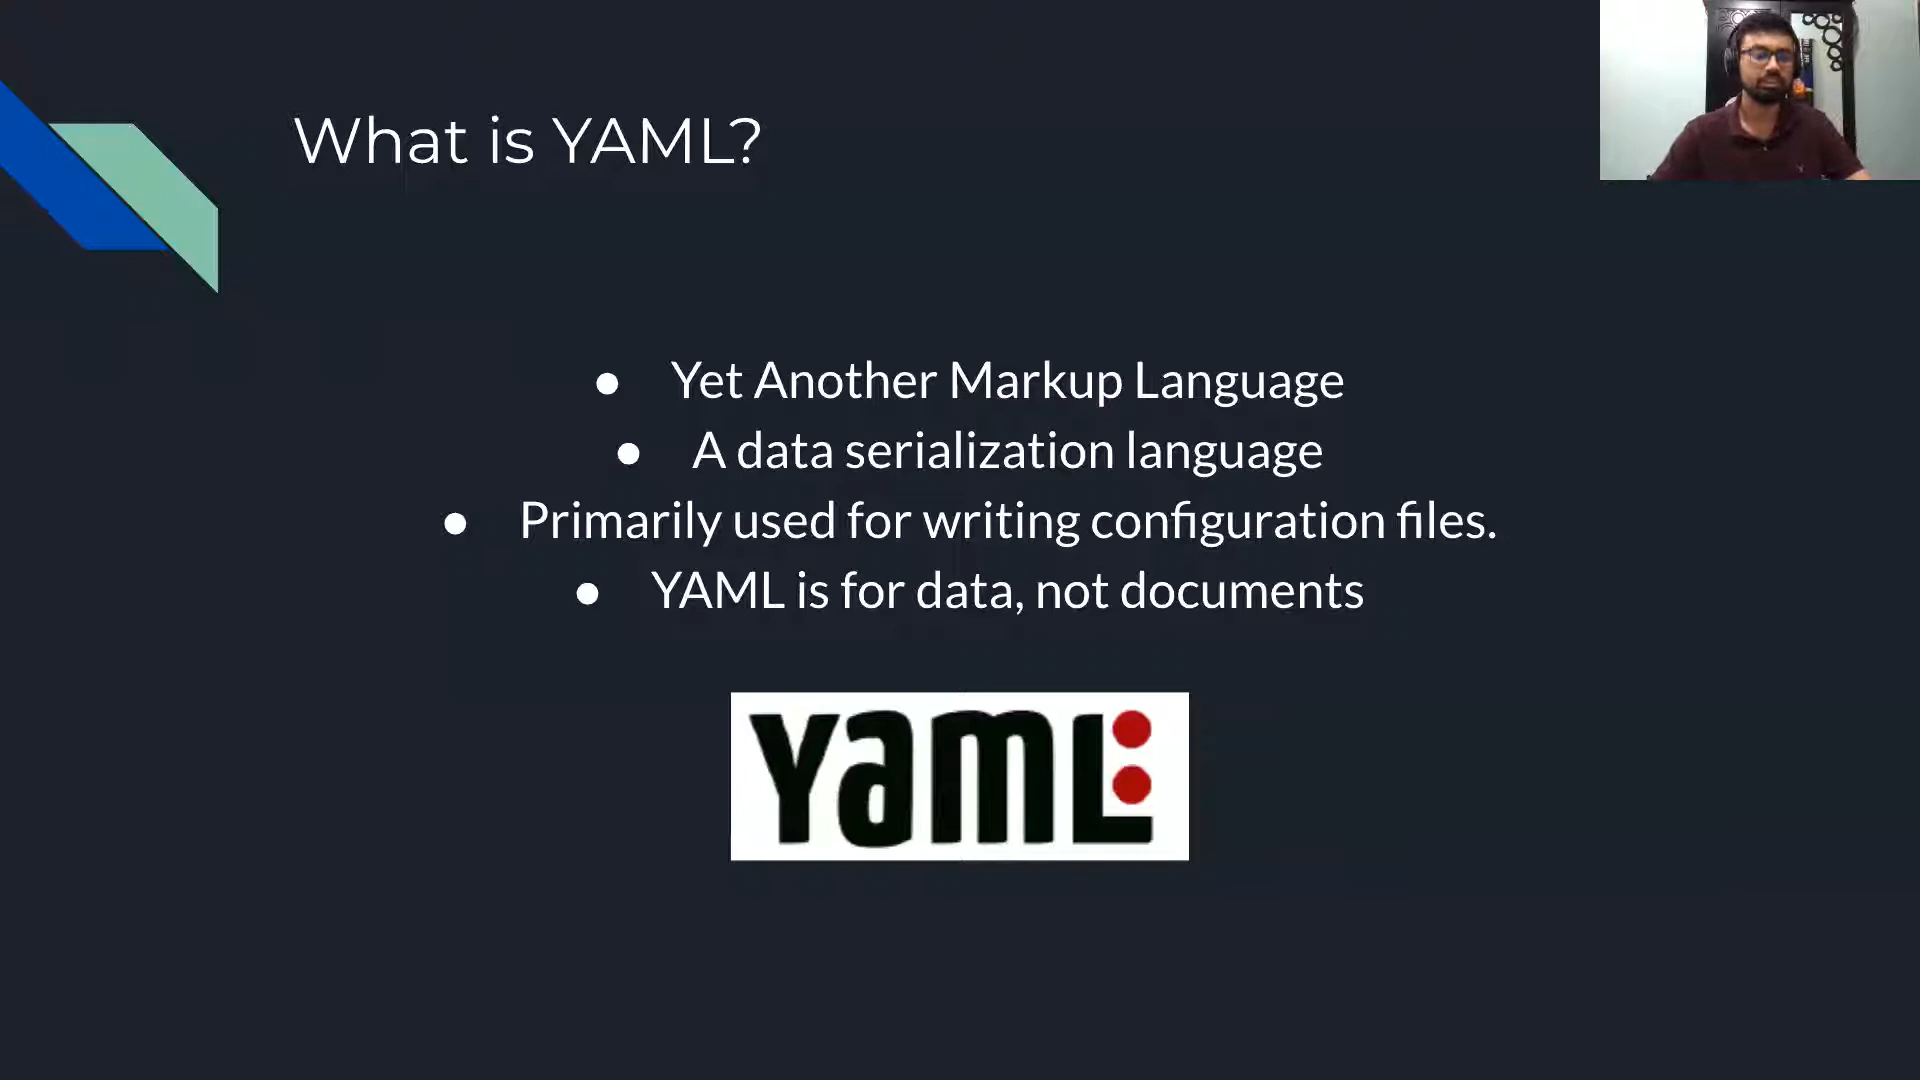 What is YAML?
● Yet Another Markup Language
● A data serialization language
● Primarily used for writing configuration files.
● YAML is for data, not documents
YAML: